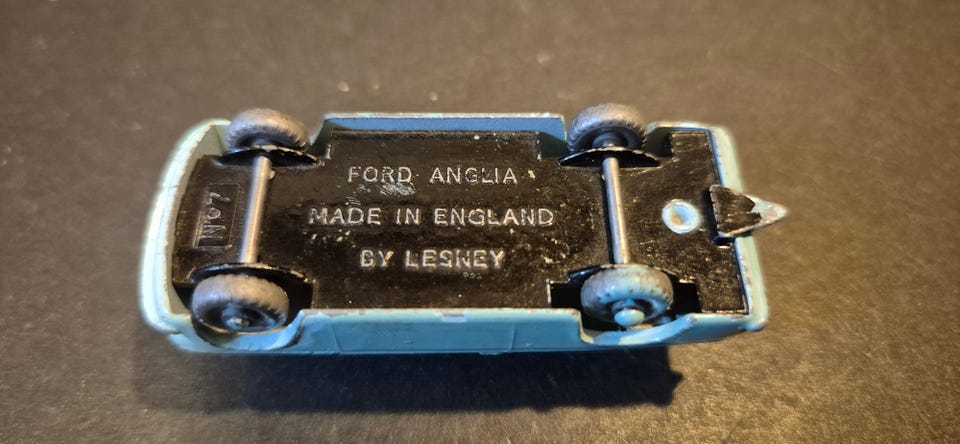 FORD ANGLIA
MADE IN ENGLAND
BY LESNEY
No 7